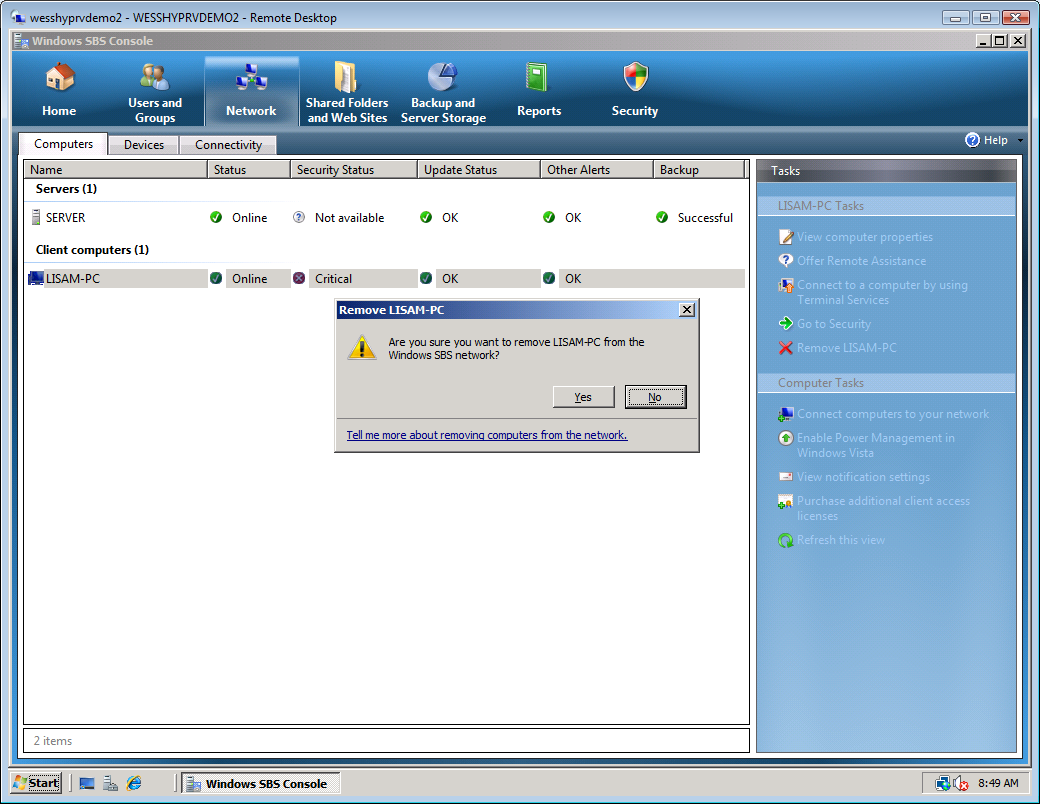 wesshyprvdemo2 - WESSHYPRVDEMO2 - Remote Desktop
Windows SBS Console
Home
Users and
Groups
Network
Shared Folders
and Web Sites
Backup and
Server Storage
Reports
Security
Computers
Devices
Connectivity
Help
Name Status Security Status Update Status Other Alerts Backup
Servers (1)
SERVER Online Not available OK OK Successful
Client computers (1)
LISAM-PC Online Critical OK OK
Remove LISAM-PC
Are you sure you want to remove LISAM-PC from the
Windows SBS network?
Yes No
Tell me more about removing computers from the network.
2 items
Tasks
LISAM-PC Tasks
View computer properties
Offer Remote Assistance
Connect to a computer by using
Terminal Services
Go to Security
Remove LISAM-PC
Computer Tasks
Connect computers to your network
Enable Power Management in
Windows Vista
View notification settings
Purchase additional client access
licenses
Refresh this view
Start
Windows SBS Console
8:49 AM